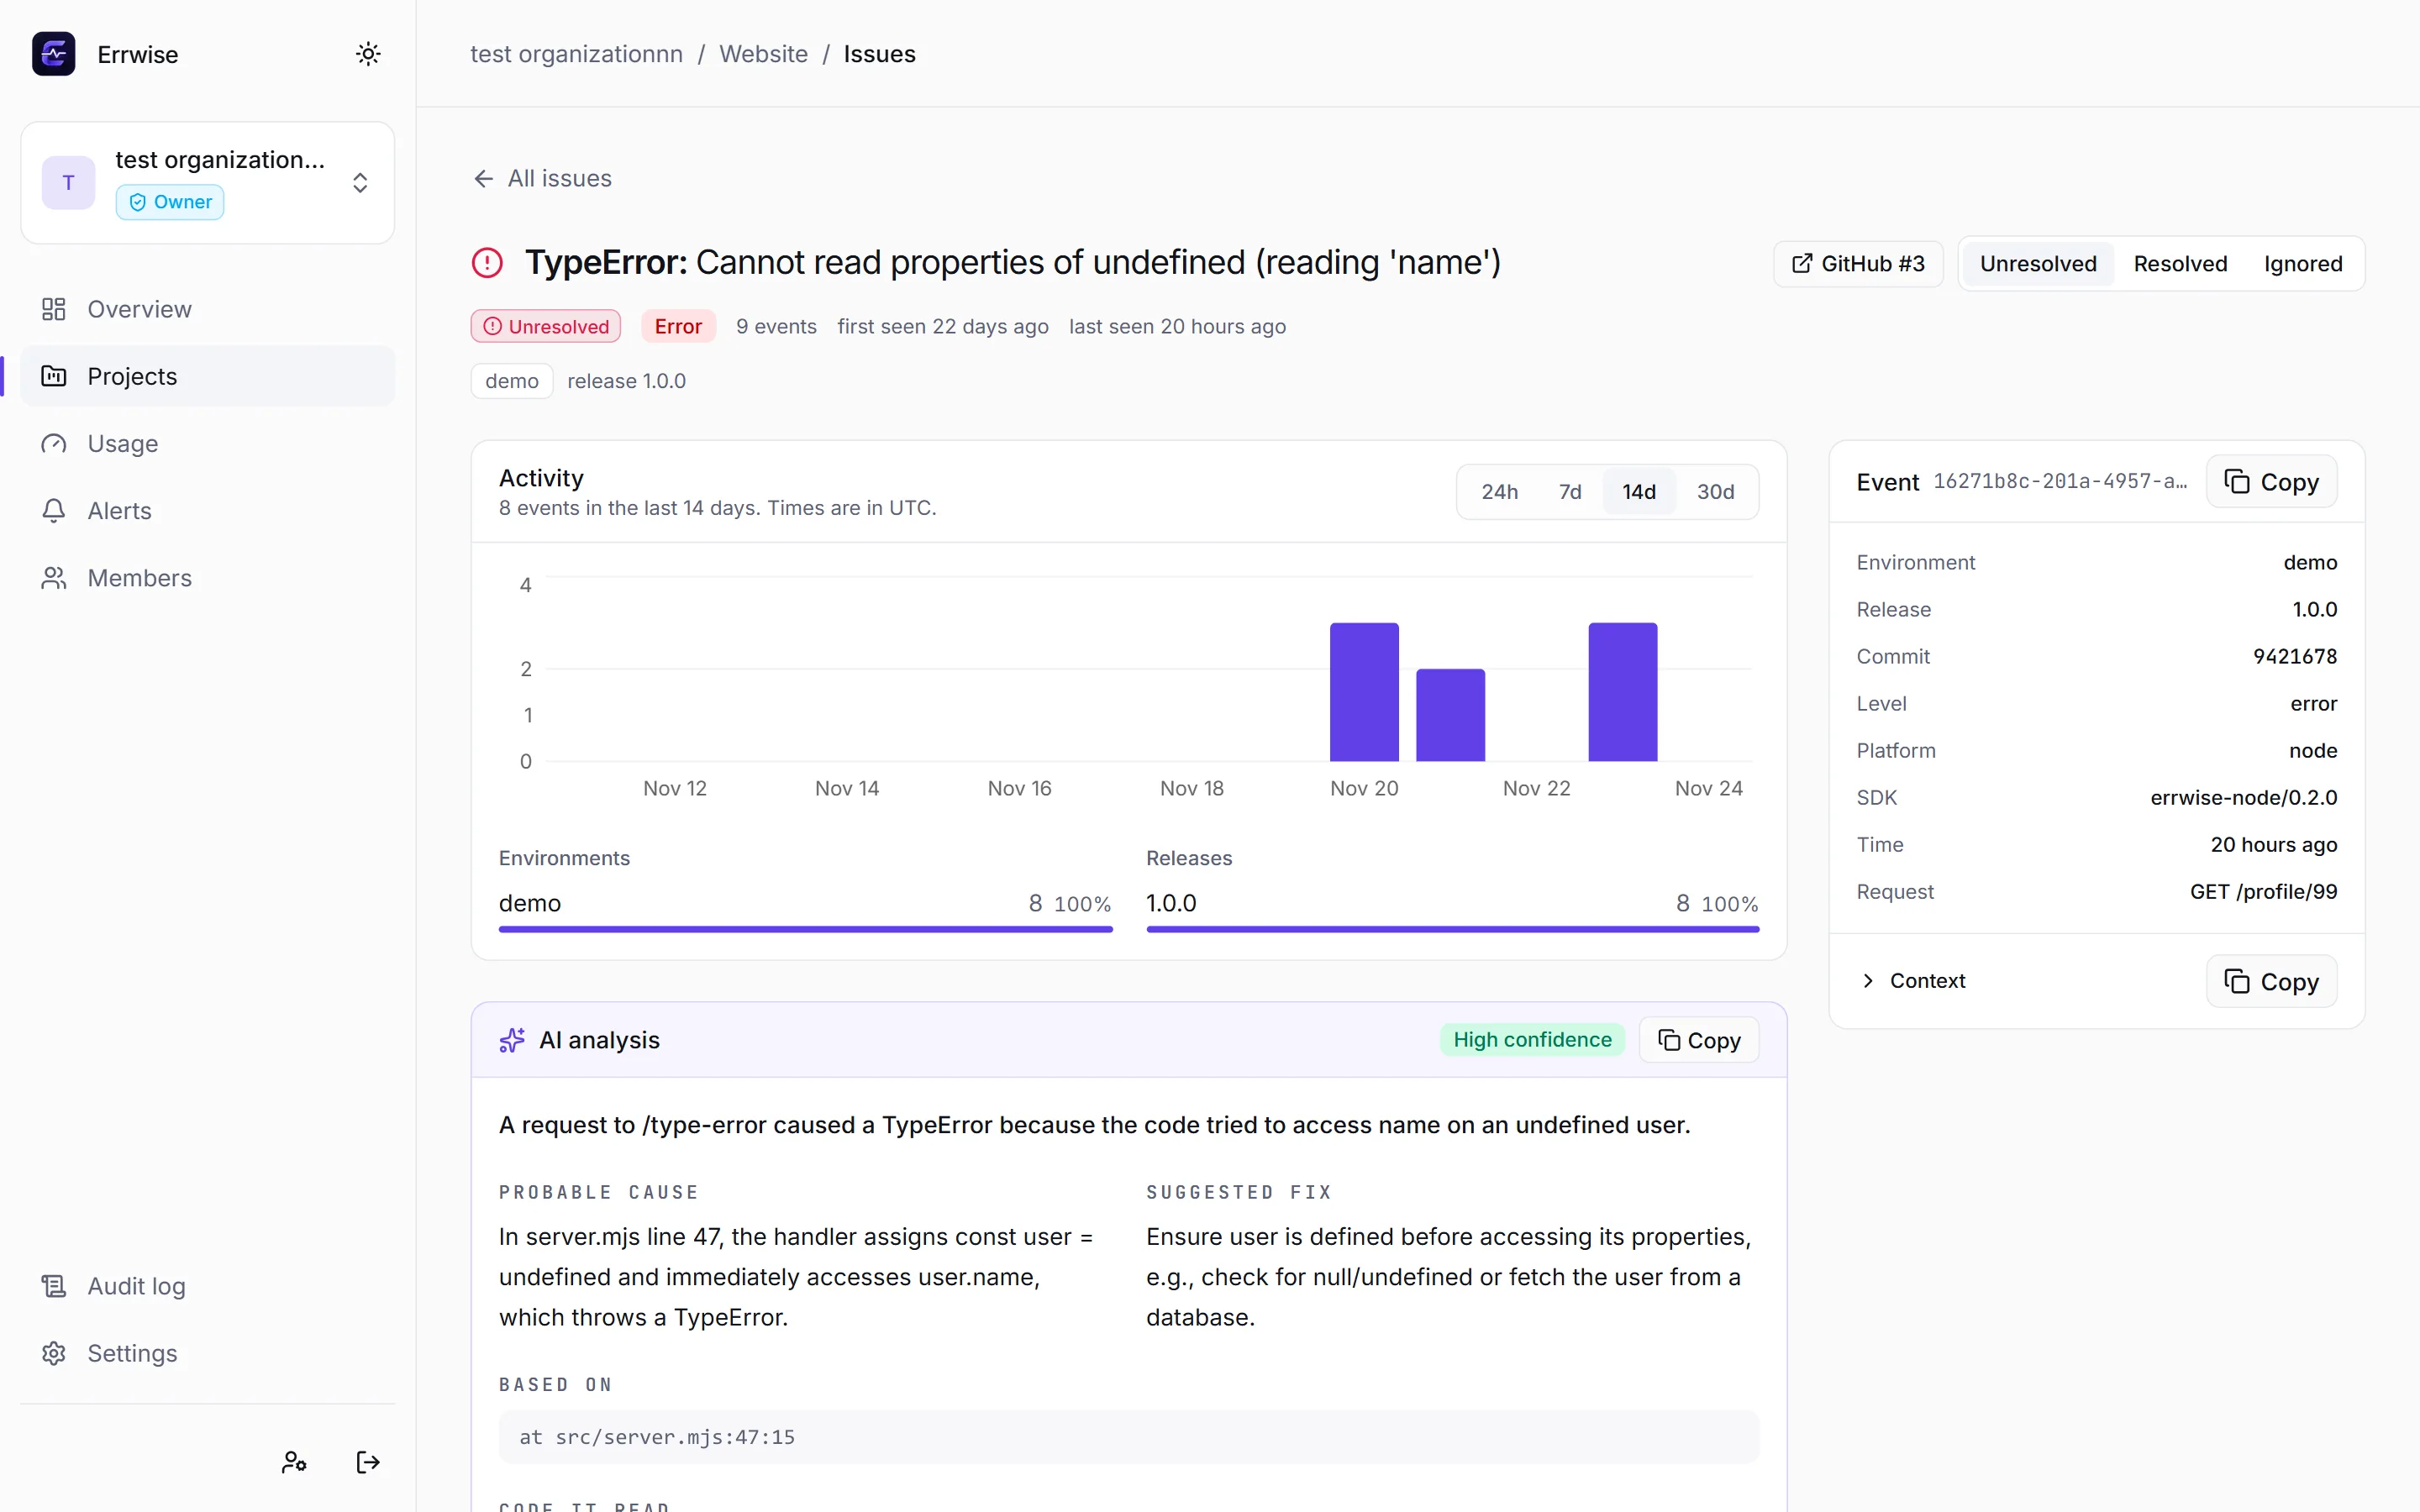 Errwise
test organization...
T
Owner
Overview
Projects
Usage
Alerts
Members
Audit log
Settings
test organizationnn / Website / Issues
All issues
TypeError: Cannot read properties of undefined (reading 'name')
GitHub #3
Unresolved Resolved Ignored
Unresolved Error 9 events first seen 22 days ago last seen 20 hours ago
demo release 1.0.0
Activity
8 events in the last 14 days. Times are in UTC.
24h 7d 14d 30d
4
2
1
0
Nov 12 Nov 14 Nov 16 Nov 18 Nov 20 Nov 22 Nov 24
Environments
demo 8 100%
Releases
1.0.0 8 100%
AI analysis
High confidence
Copy
A request to /type-error caused a TypeError because the code tried to access name on an undefined user.
PROBABLE CAUSE
In server.mjs line 47, the handler assigns const user =
undefined and immediately accesses user.name,
which throws a TypeError.
SUGGESTED FIX
Ensure user is defined before accessing its properties,
e.g., check for null/undefined or fetch the user from a
database.
BASED ON
at src/server.mjs:47:15
CODE IT READ
Event 16271b8c-201a-4957-a... Copy
Environment demo
Release 1.0.0
Commit 9421678
Level error
Platform node
SDK errwise-node/0.2.0
Time 20 hours ago
Request GET /profile/99
Context Copy